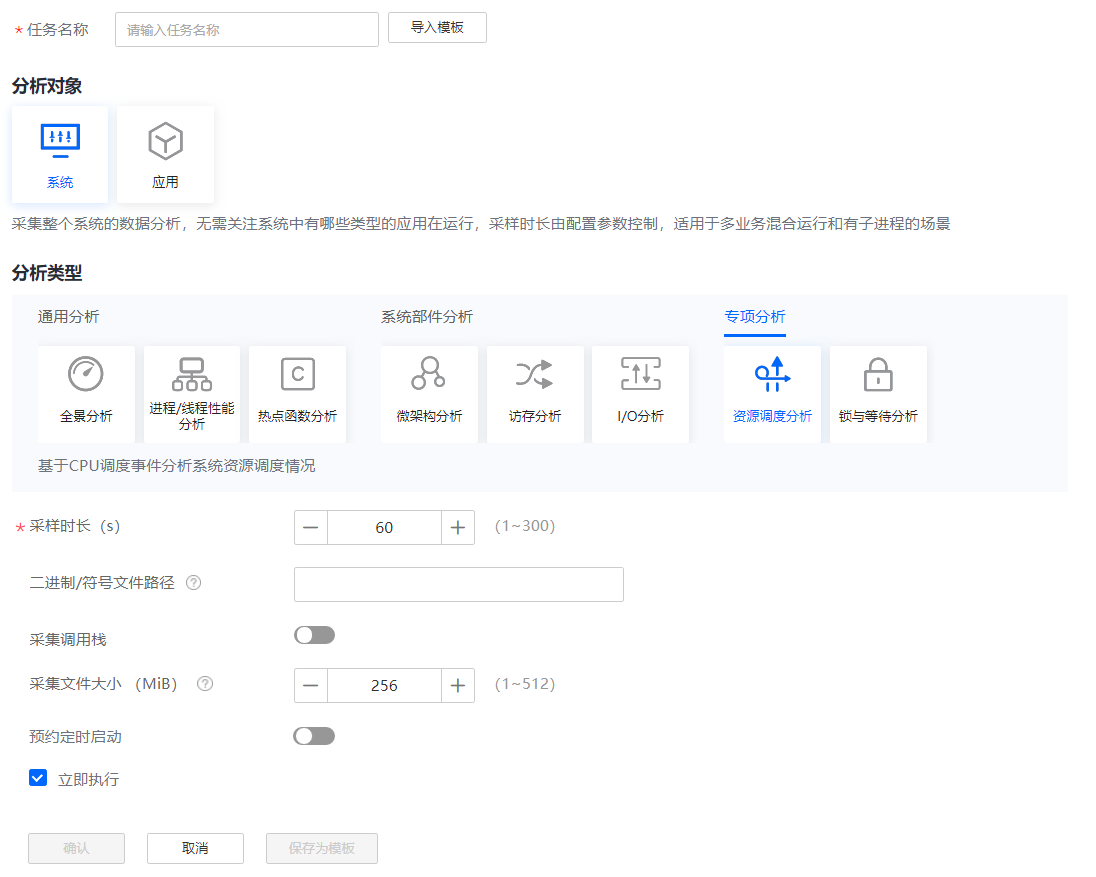 * 任务名称 请输入任务名称 导入模板
分析对象
系统 应用
采集整个系统的数据分析，无需关注系统中有哪些类型的应用在运行，采样时长由配置参数控制，适用于多业务混合运行和有子进程的场景
分析类型
通用分析 系统部件分析 专项分析
C
全景分析 进程/线程性能 热点函数分析 微架构分析 访存分析 I/O分析 资源调度分析 锁与等待分析
分析
基于CPU调度事件分析系统资源调度情况
* 采样时长（s） — 60 + (1~300)
二进制/符号文件路径 ?
采集调用栈
采集文件大小 （MiB） ? — 256 + (1~512)
预约定时启动
立即执行
确认 取消 保存为模板